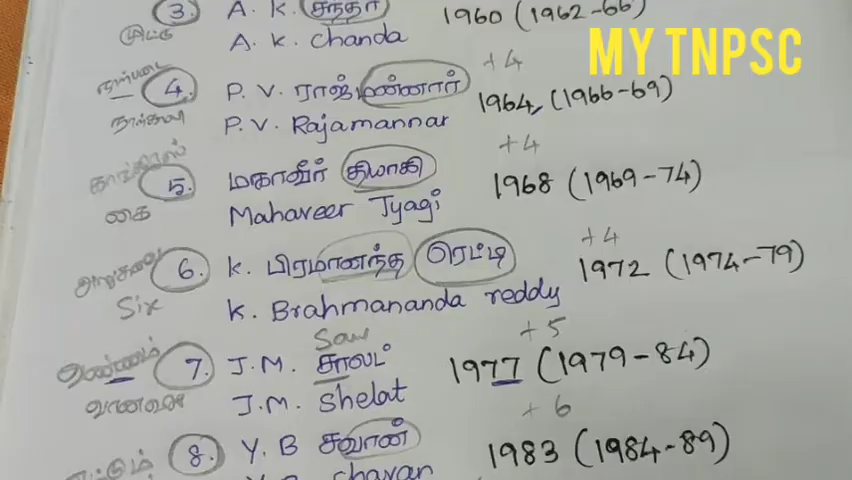 3. A. K. சந்தா 1960 (1962-66)
A. K. Chanda
MY TNPSC
+4
4. P. V. ராஜ்மன்னார் 1964, (1966-69)
P. V. Rajamannar
+4
5. மகாவீர் தியாகி 1968 (1969-74)
கை Mahaveer Tyagi
+4
6. K. பிரமானந்த ரெட்டி 1972 (1974-79)
Six K. Brahmananda reddy
+5
7. J.M. சாலட் 1977 (1979-84)
J.M. Shelat
+6
8. Y. B சவான் 1983 (1984-89)
chavan